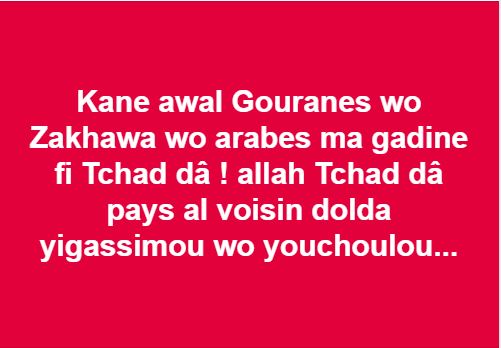 Kane awal Gouranes wo
Zakhawa wo arabes ma gadine
fi Tchad dâ ! allah Tchad dâ
pays al voisin dolda
yigassimou wo youchoulou...